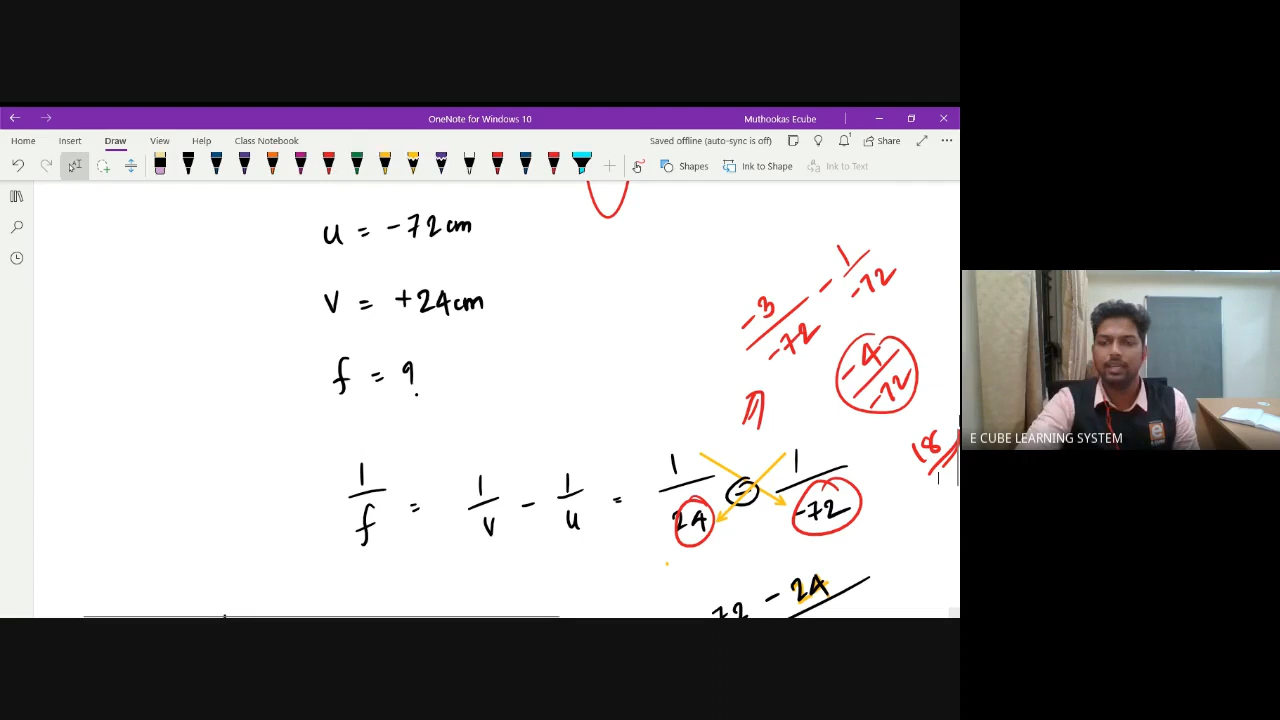 OneNote for Windows 10
Muthookas Ecube
Home Insert Draw View Help Class Notebook
Saved offline (auto-sync is off)
Share
Shapes
Ink to Shape
Ink to Text
u = -72 cm
v = +24 cm
f = ?
-3/-72 - 1/-72
-4/-72
18
1/f = 1/v - 1/u = 1/24 - 1/-72
72 - 24
E CUBE LEARNING SYSTEM